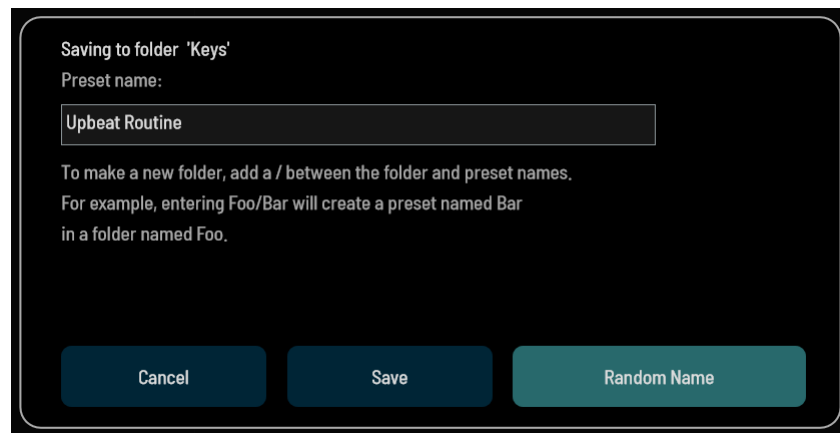 Saving to folder 'Keys'
Preset name:
Upbeat Routine
To make a new folder, add a / between the folder and preset names.
For example, entering Foo/Bar will create a preset named Bar
in a folder named Foo.
Cancel
Save
Random Name